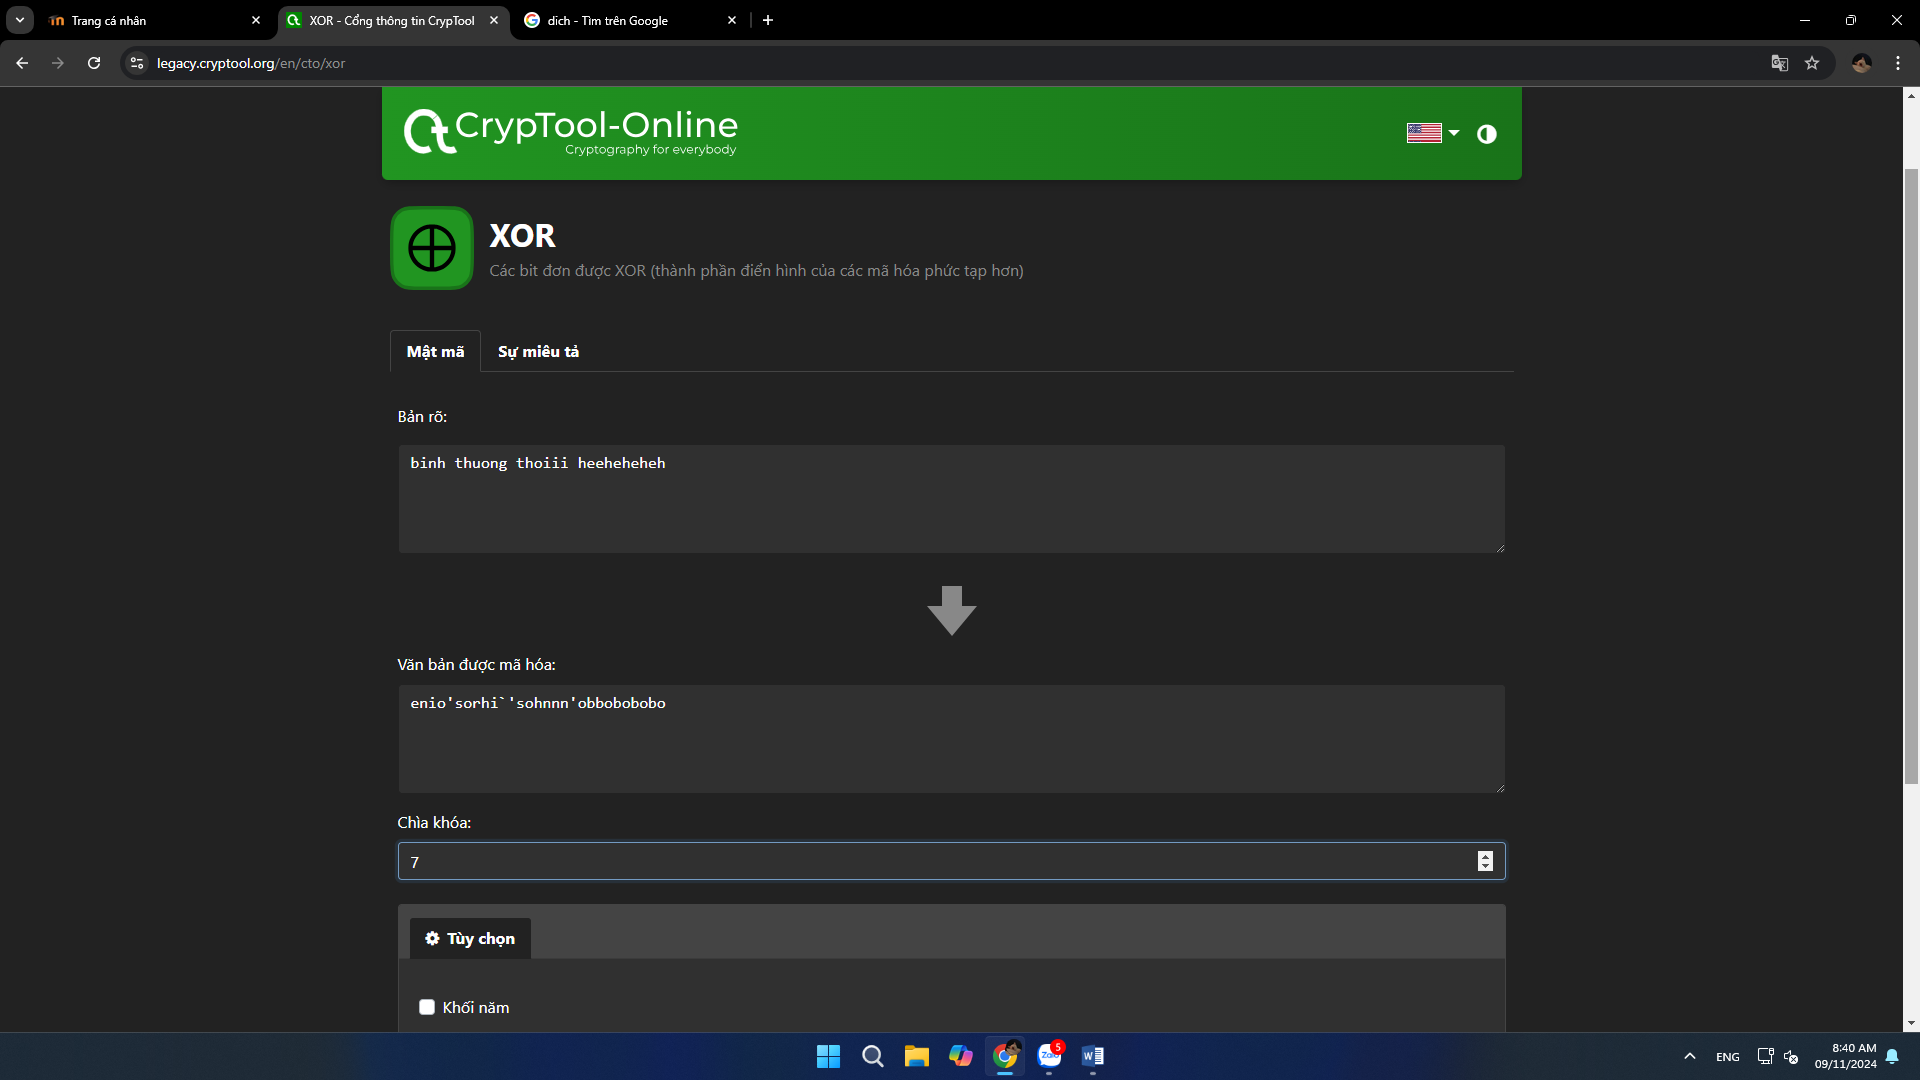 Trang cá nhân
XOR - Cổng thông tin CrypTool
dich - Tìm trên Google
legacy.cryptool.org/en/cto/xor
CrypTool-Online
Cryptography for everybody
XOR
Các bit đơn được XOR (thành phần điển hình của các mã hóa phức tạp hơn)
Mật mã
Sự miêu tả
Bản rõ:
binh thuong thoiii heeheheheh
Văn bản được mã hóa:
enio'sorhi`'sohnnn'obbobobobo
Chìa khóa:
7
Tùy chọn
Khối năm
Zalo
5
ENG
8:40 AM
09/11/2024